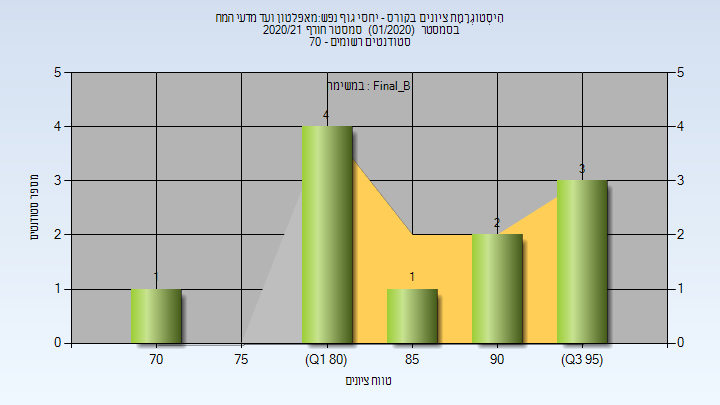 היסטוגרמת ציונים בקורס - יחסי גוף נפש:מאפלטון ועד מדעי המח
בסמסטר (01/2020) סמסטר חורף 2020/21
סטודנטים רשומים - 70
במשימה : Final_B
5 5
4 4 4
3 3 3
מספר סטודנטים
2 2 2
1 1 1 1
0 0
70 75 (Q1 80) 85 90 (Q3 95)
טווח ציונים